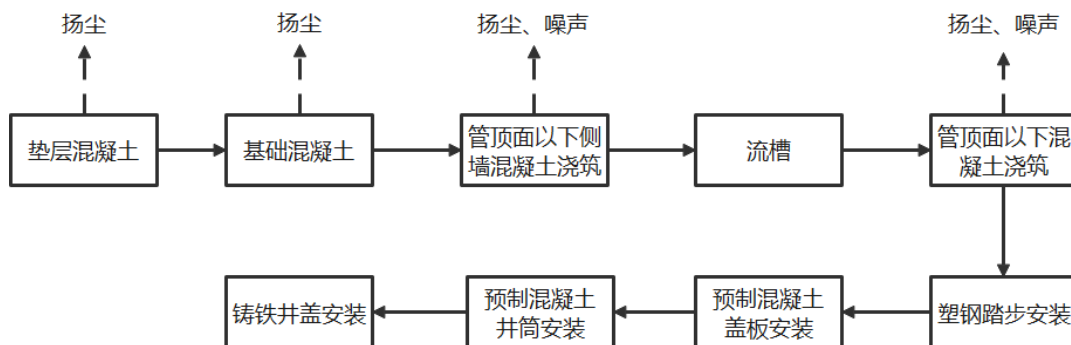 扬尘
扬尘
扬尘、噪声
扬尘、噪声
垫层混凝土
基础混凝土
管顶面以下侧
墙混凝土浇筑
流槽
管顶面以下混
凝土浇筑
铸铁井盖安装
预制混凝土
井筒安装
预制混凝土
盖板安装
塑钢踏步安装